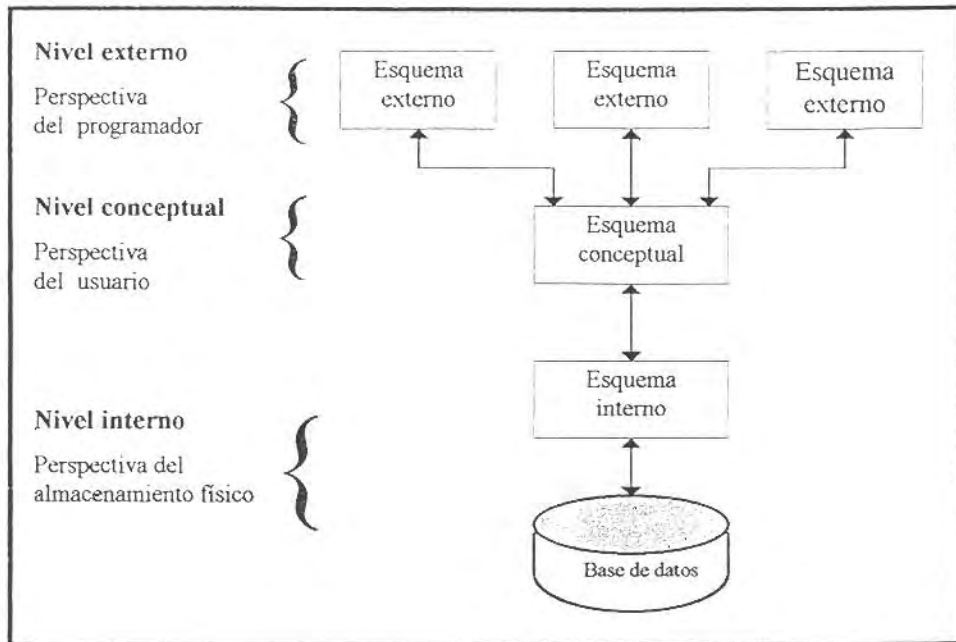 Nivel externo
Perspectiva
del programador
Esquema
externo
Esquema
externo
Esquema
externo
Nivel conceptual
Perspectiva
del usuario
Esquema
conceptual
Esquema
interno
Nivel interno
Perspectiva del
almacenamiento físico
Base de datos